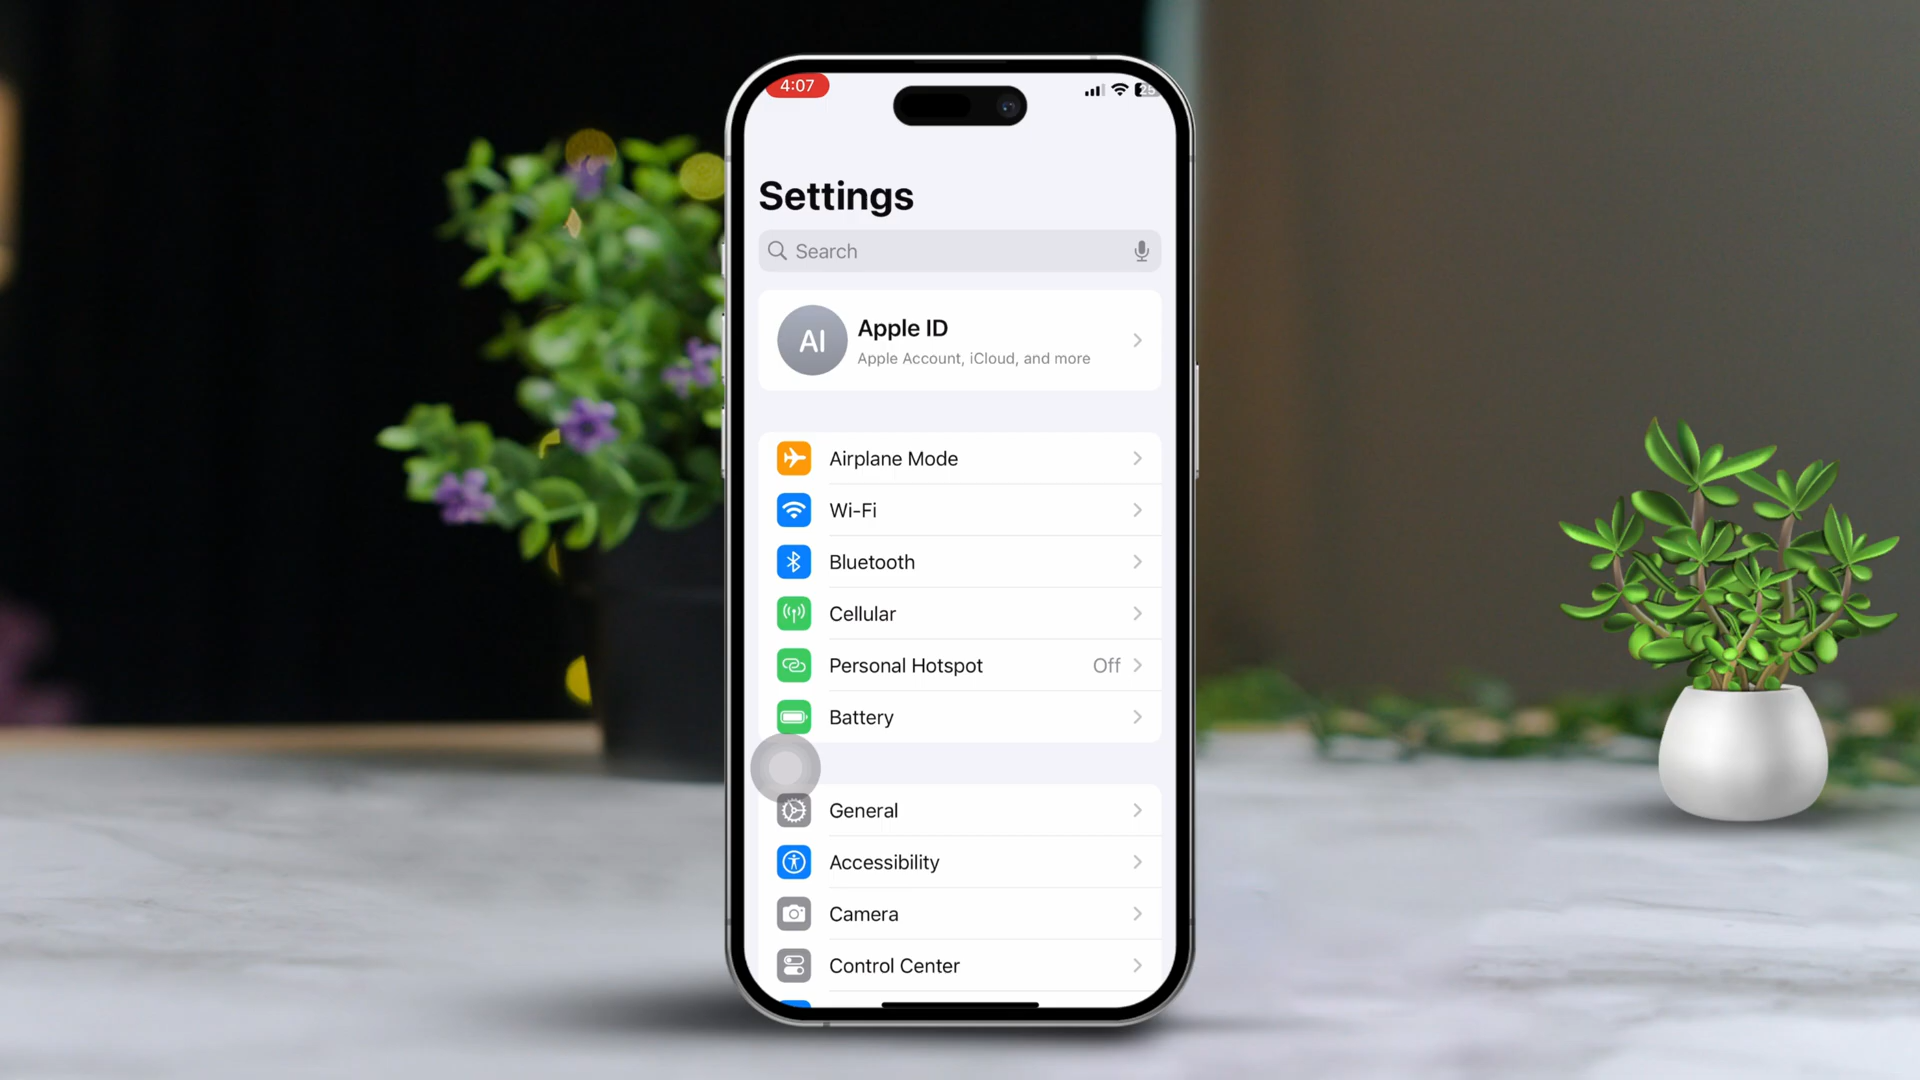 4:07
25
Settings
Search
AI
Apple ID
Apple Account, iCloud, and more
Airplane Mode
Wi-Fi
Bluetooth
Cellular
Personal Hotspot Off
Battery
General
Accessibility
Camera
Control Center